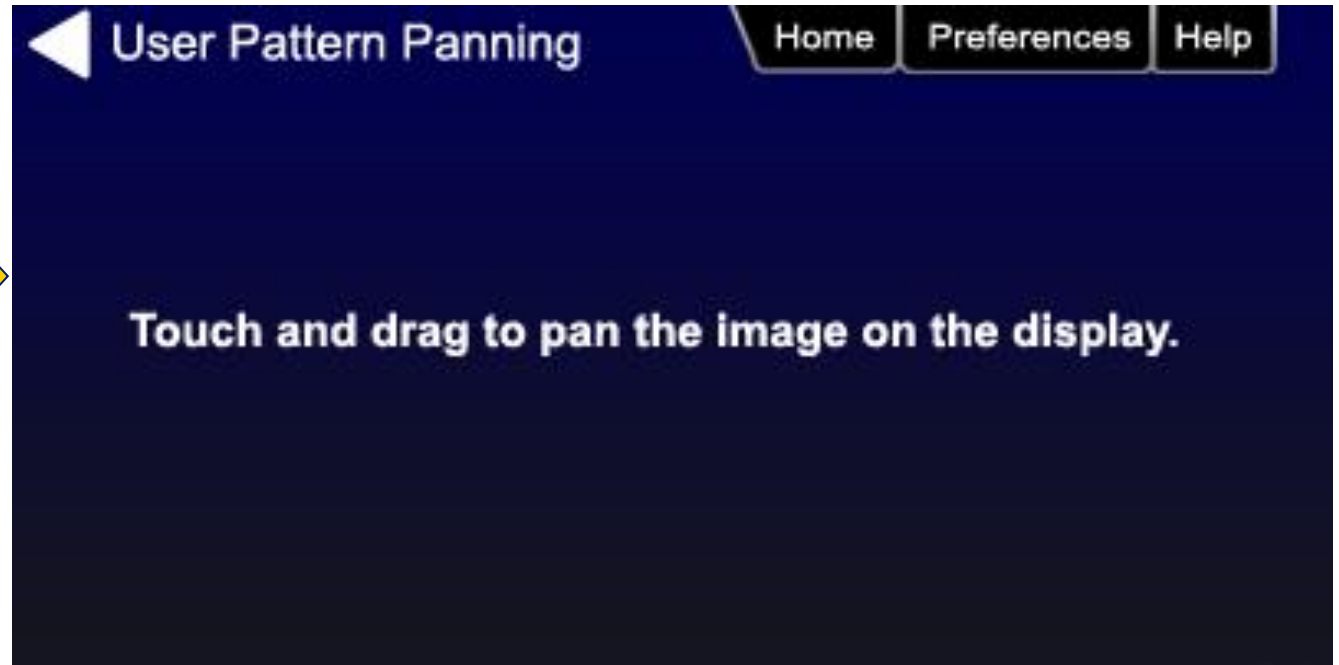 User Pattern Panning
Home Preferences Help
Touch and drag to pan the image on the display.